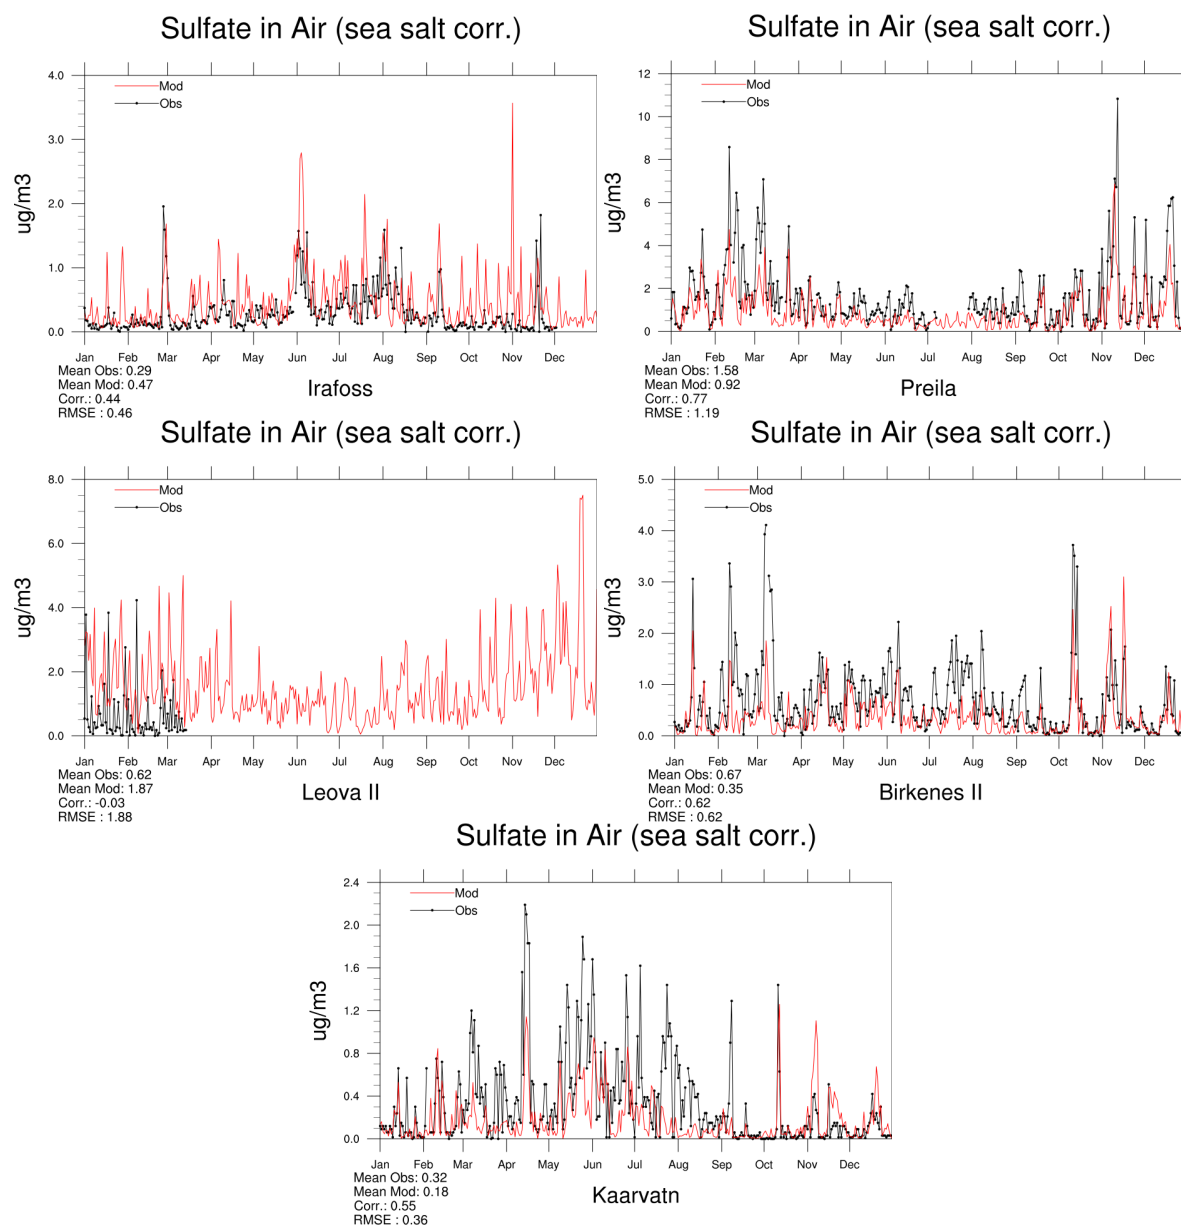 Sulfate in Air (sea salt corr.)
4.0
3.0
2.0
1.0
0.0
ug/m3
Mod
Obs
Jan Feb Mar Apr May Jun Jul Aug Sep Oct Nov Dec
Mean Obs: 0.29
Mean Mod: 0.47
Corr.: 0.44
RMSE : 0.46
Irafoss
Sulfate in Air (sea salt corr.)
12
10
8
6
4
2
0
ug/m3
Mod
Obs
Jan Feb Mar Apr May Jun Jul Aug Sep Oct Nov Dec
Mean Obs: 1.58
Mean Mod: 0.92
Corr.: 0.77
RMSE : 1.19
Preila
Sulfate in Air (sea salt corr.)
8.0
6.0
4.0
2.0
0.0
ug/m3
Mod
Obs
Jan Feb Mar Apr May Jun Jul Aug Sep Oct Nov Dec
Mean Obs: 0.62
Mean Mod: 1.87
Corr.: -0.03
RMSE : 1.88
Leova II
Sulfate in Air (sea salt corr.)
5.0
4.0
3.0
2.0
1.0
0.0
ug/m3
Mod
Obs
Jan Feb Mar Apr May Jun Jul Aug Sep Oct Nov Dec
Mean Obs: 0.67
Mean Mod: 0.35
Corr.: 0.62
RMSE : 0.62
Birkenes II
Sulfate in Air (sea salt corr.)
2.4
2.0
1.6
1.2
0.8
0.4
0.0
ug/m3
Mod
Obs
Jan Feb Mar Apr May Jun Jul Aug Sep Oct Nov Dec
Mean Obs: 0.32
Mean Mod: 0.18
Corr.: 0.55
RMSE : 0.36
Kaarvatn